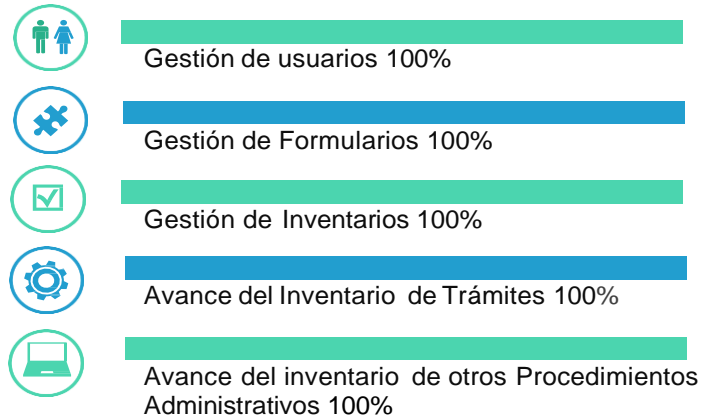 Gestión de usuarios 100%
Gestión de Formularios 100%
Gestión de Inventarios 100%
Avance del Inventario de Trámites 100%
Avance del inventario de otros Procedimientos
Administrativos 100%